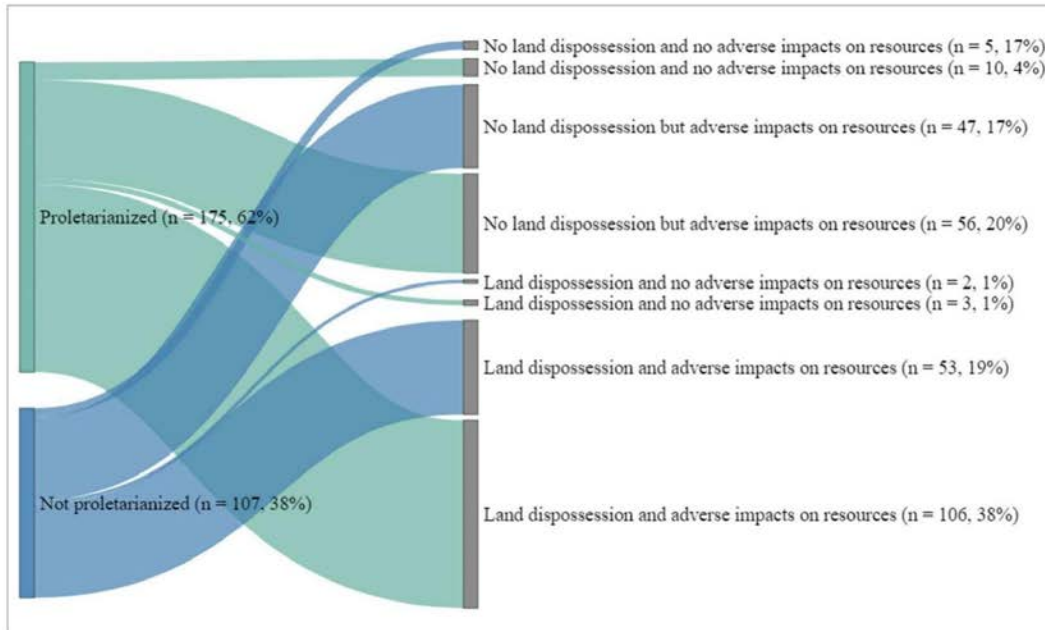 No land dispossession and no adverse impacts on resources (n = 5, 17%)
No land dispossession and no adverse impacts on resources (n = 10, 4%)
No land dispossession but adverse impacts on resources (n = 47, 17%)
Proletarianized (n = 175, 62%)
No land dispossession but adverse impacts on resources (n = 56, 20%)
Land dispossession and no adverse impacts on resources (n = 2, 1%)
Land dispossession and no adverse impacts on resources (n = 3, 1%)
Land dispossession and adverse impacts on resources (n = 53, 19%)
Not proletarianized (n = 107, 38%)
Land dispossession and adverse impacts on resources (n = 106, 38%)